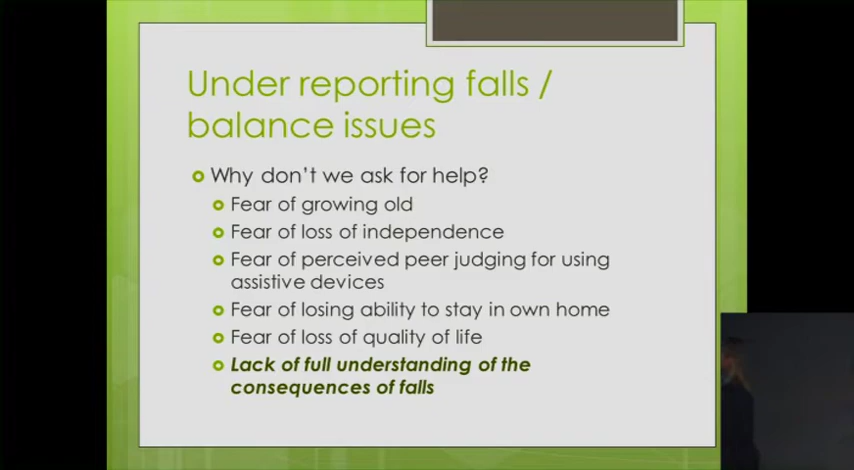 Under reporting falls /
balance issues
Why don't we ask for help?
Fear of growing old
Fear of loss of independence
Fear of perceived peer judging for using
assistive devices
Fear of losing ability to stay in own home
Fear of loss of quality of life
Lack of full understanding of the
consequences of falls